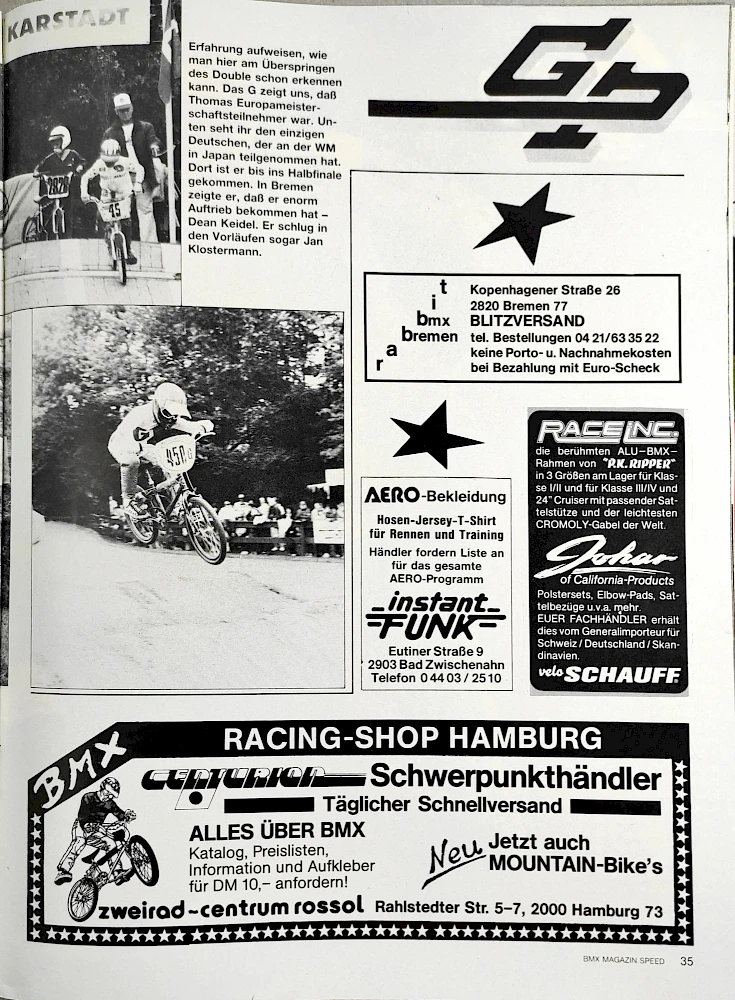 KARSTADT
Erfahrung aufweisen, wie
man hier am Überspringen
des Double schon erkennen
kann. Das G zeigt uns, daß
Thomas Europameister-
schaftsteilnehmer war. Un-
ten seht ihr den einzigen
Deutschen, der an der WM
in Japan teilgenommen hat.
Dort ist er bis ins Halbfinale
gekommen. In Bremen
zeigte er, daß er enorm
Auftrieb bekommen hat –
Dean Keidel. Er schlug in
den Vorläufen sogar Jan
Klostermann.
2828
45
450G
G
GP
t
i
bmx
bremen
a
r
Kopenhagener Straße 26
2820 Bremen 77
BLITZVERSAND
tel. Bestellungen 04 21/63 35 22
keine Porto- u. Nachnahmekosten
bei Bezahlung mit Euro-Scheck
AERO-Bekleidung
Hosen-Jersey-T-Shirt
für Rennen und Training
Händler fordern Liste an
für das gesamte
AERO-Programm
instant
FUNK
Eutiner Straße 9
2903 Bad Zwischenahn
Telefon 0 44 03 / 25 10
RACE INC.
die berühmten ALU–BMX–
Rahmen von "P.K. RIPPER"
in 3 Größen am Lager für Klas-
se I/II und für Klasse III/IV und
24" Cruiser mit passender Sat-
telstütze und der leichtesten
CROMOLY-Gabel der Welt.
Johar
of California-Products
Polstersets, Elbow-Pads, Sat-
telbezüge u.v.a. mehr.
EUER FACHHÄNDLER erhält
dies vom Generalimporteur für
Schweiz / Deutschland / Skan-
dinavien.
velo SCHAUFF
BMX
RACING-SHOP HAMBURG
CENTURION Schwerpunkthändler
Täglicher Schnellversand
ALLES ÜBER BMX
Katalog, Preislisten,
Information und Aufkleber
für DM 10,– anfordern!
Neu Jetzt auch
MOUNTAIN-Bike's
zweirad-centrum rossol Rahlstedter Str. 5–7, 2000 Hamburg 73
BMX MAGAZIN SPEED 35